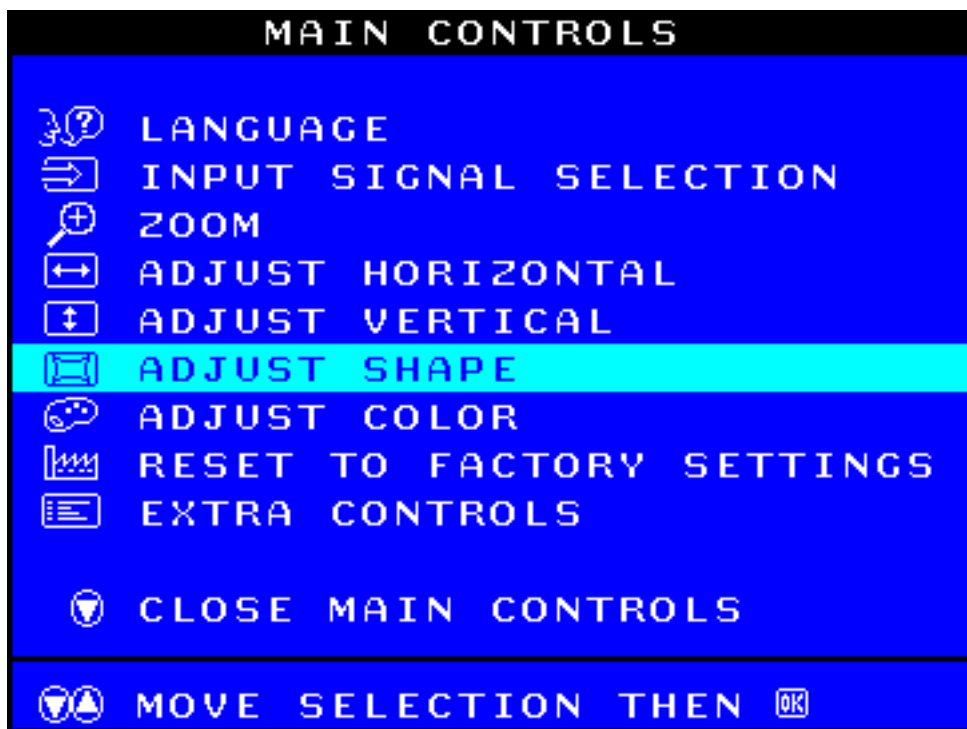 MAIN CONTROLS
LANGUAGE
INPUT SIGNAL SELECTION
ZOOM
ADJUST HORIZONTAL
ADJUST VERTICAL
ADJUST SHAPE
ADJUST COLOR
RESET TO FACTORY SETTINGS
EXTRA CONTROLS
CLOSE MAIN CONTROLS
MOVE SELECTION THEN OK